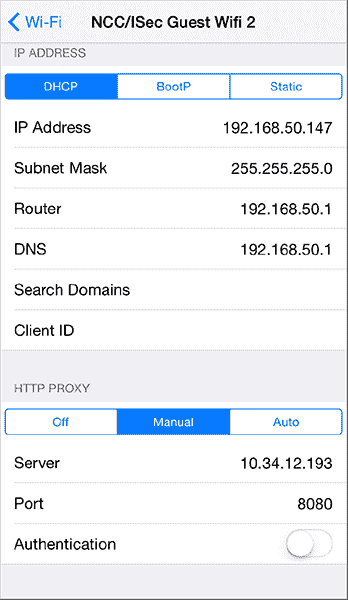 Wi-Fi NCC/ISec Guest Wifi 2
IP ADDRESS
DHCP BootP Static
IP Address 192.168.50.147
Subnet Mask 255.255.255.0
Router 192.168.50.1
DNS 192.168.50.1
Search Domains
Client ID
HTTP PROXY
Off Manual Auto
Server 10.34.12.193
Port 8080
Authentication